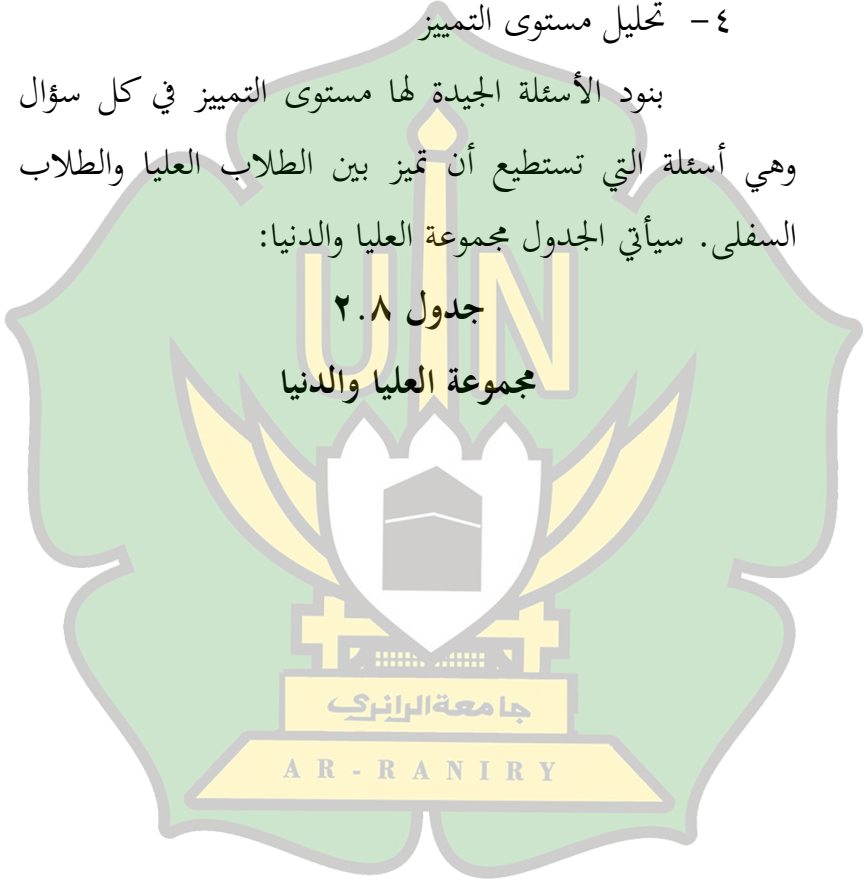 ٤- تحليل مستوى التمييز
بنود الأسئلة الجيدة لها مستوى التمييز في كل سؤال
وهي أسئلة التي تستطيع أن تميز بين الطلاب العليا والطلاب
السفلى. سيأتي الجدول مجموعة العليا والدنيا:
جدول ٢.٨
مجموعة العليا والدنيا
UIN
جامعة الرانري
AR-RANIRY